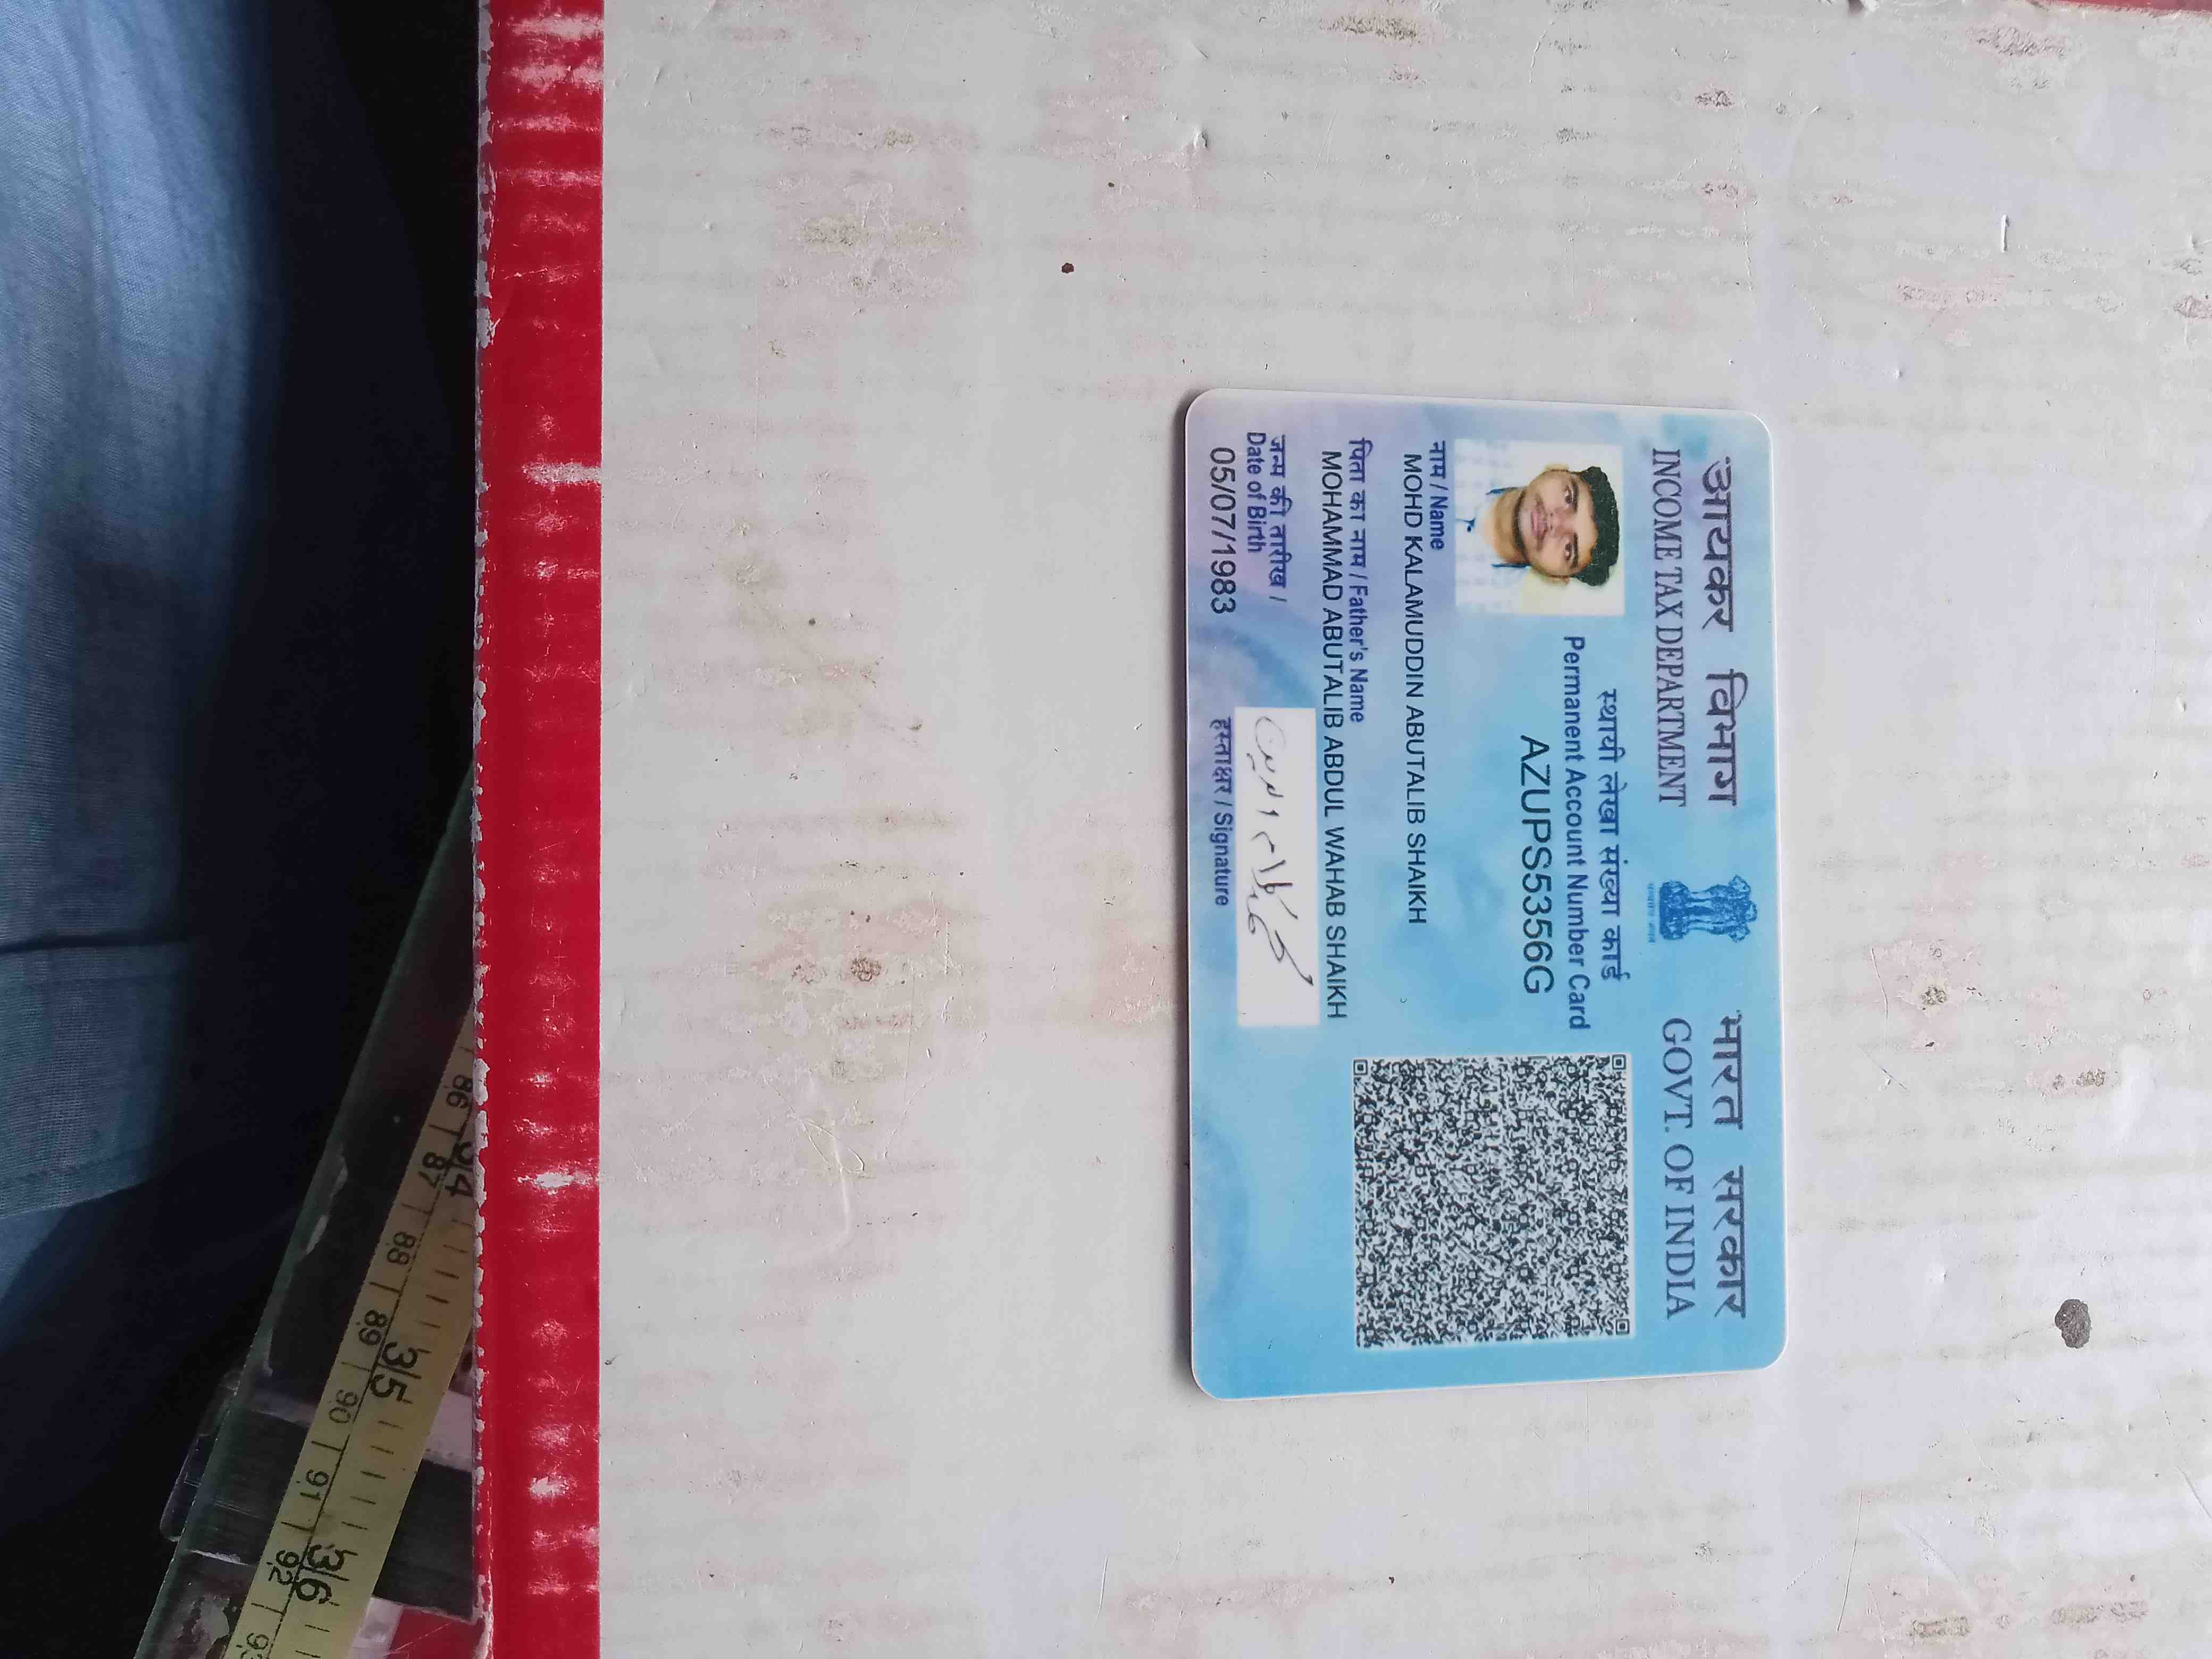 आयकर विभाग
INCOME TAX DEPARTMENT
भारत सरकार
GOVT. OF INDIA
स्थायी लेखा संख्या कार्ड
Permanent Account Number Card
AZUPS5356G
नाम / Name
MOHD KALAMUDDIN ABUTALIB SHAIKH
पिता का नाम / Father's Name
MOHAMMAD ABUTALIB ABDUL WAHAB SHAIKH
जन्म की तारीख /
Date of Birth
05/07/1983
हस्ताक्षर / Signature
86 87 88 89 90 91 92
34 35 36